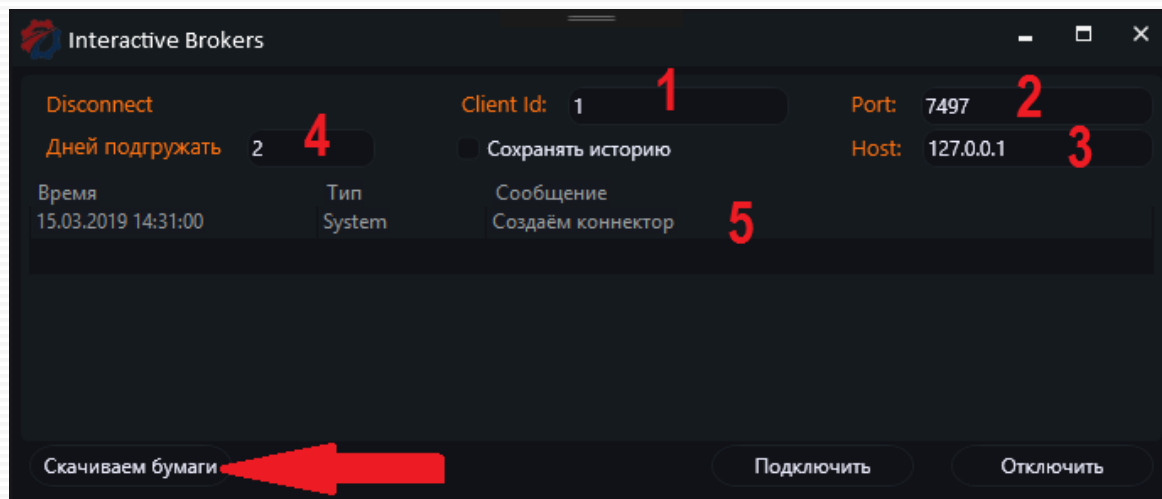 Interactive Brokers
Disconnect Client Id: 1 1 Port: 7497 2
Дней подгружать 2 4 Сохранять историю Host: 127.0.0.1 3
Время Тип Сообщение
15.03.2019 14:31:00 System Создаём коннектор 5
Скачиваем бумаги Подключить Отключить